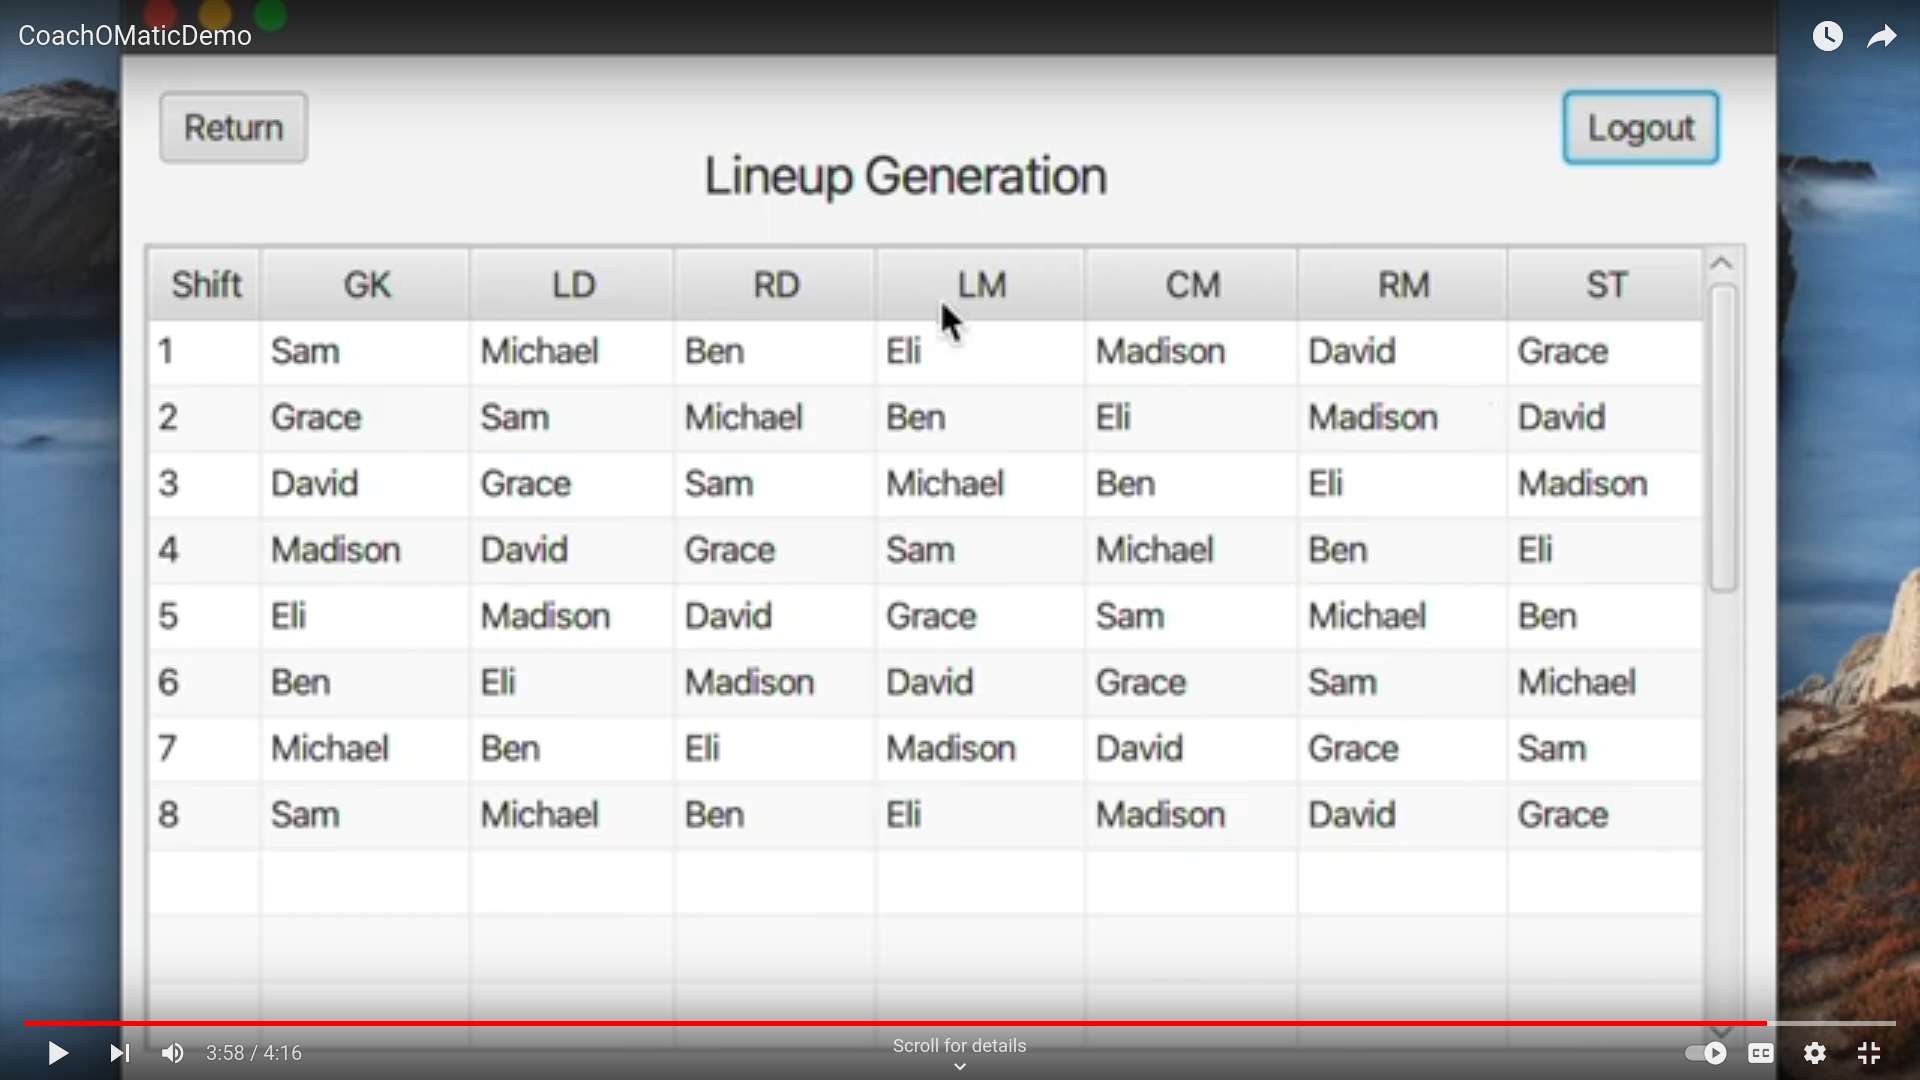 CoachOMaticDemo
Return
Logout
Lineup Generation
Shift GK LD RD LM CM RM ST
1 Sam Michael Ben Eli Madison David Grace
2 Grace Sam Michael Ben Eli Madison David
3 David Grace Sam Michael Ben Eli Madison
4 Madison David Grace Sam Michael Ben Eli
5 Eli Madison David Grace Sam Michael Ben
6 Ben Eli Madison David Grace Sam Michael
7 Michael Ben Eli Madison David Grace Sam
8 Sam Michael Ben Eli Madison David Grace
Scroll for details
3:58 / 4:16
CC